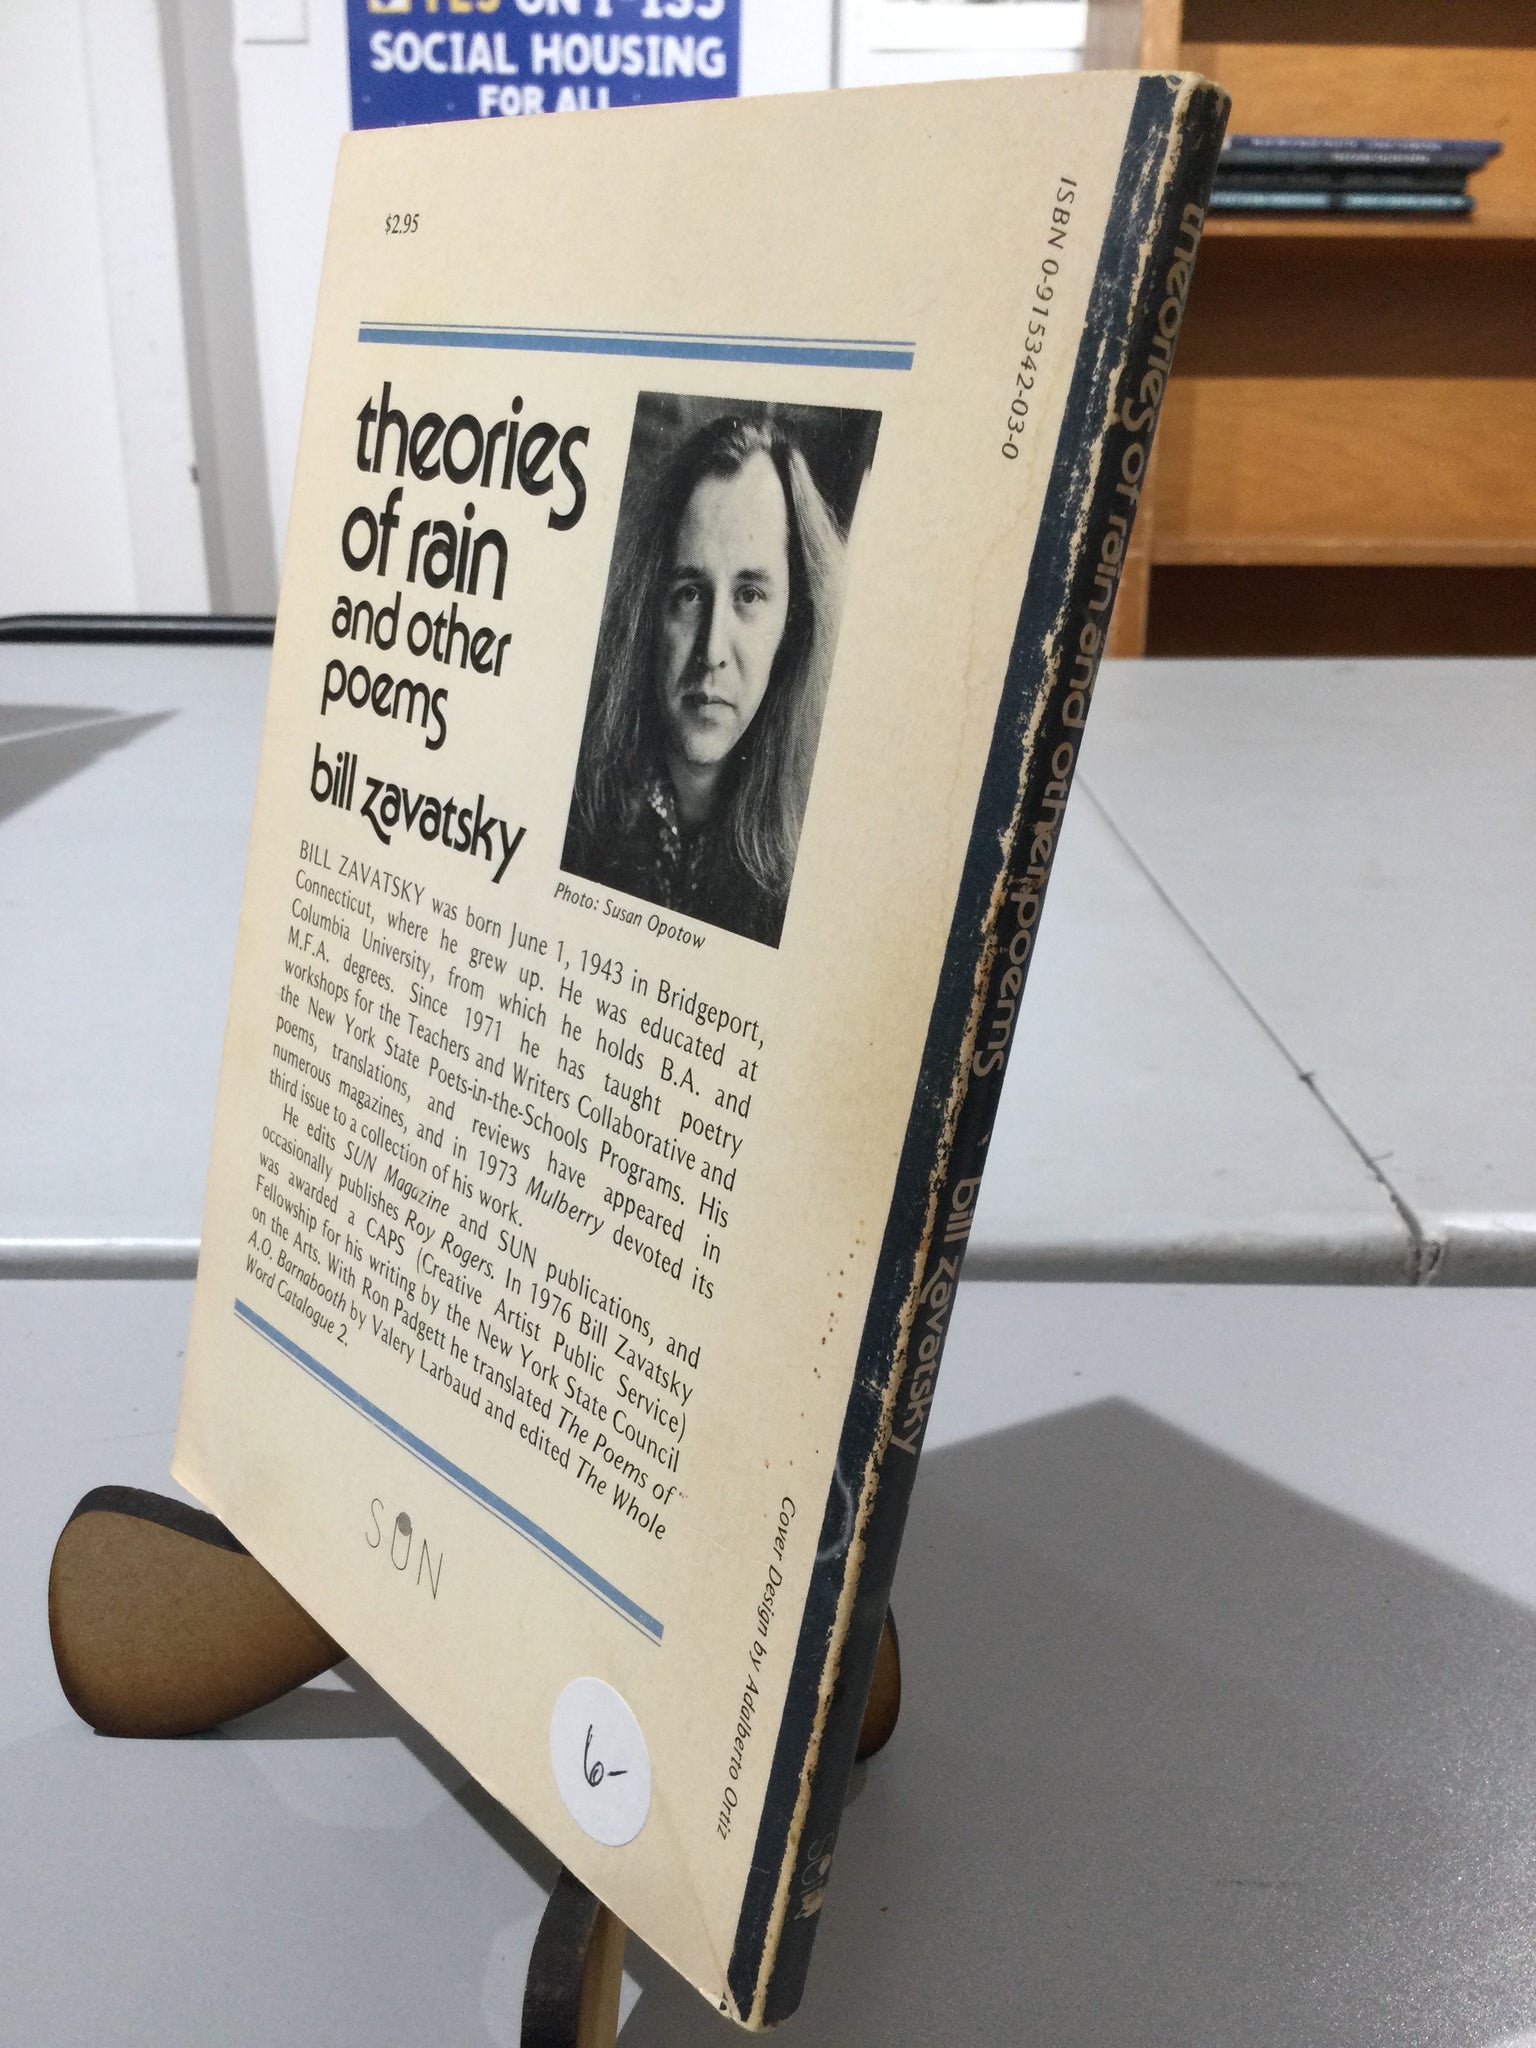 YES ON I-135
SOCIAL HOUSING
FOR ALL
$2.95
ISBN 0-915342-03-0
theories
of rain
and other
poems
bill zavatsky
Photo: Susan Opotow
BILL ZAVATSKY was born June 1, 1943 in Bridgeport,
Connecticut, where he grew up. He was educated at
Columbia University, from which he holds B.A. and
M.F.A. degrees. Since 1971 he has taught poetry
workshops for the Teachers and Writers Collaborative and
the New York State Poets-in-the-Schools Programs. His
poems, translations, and reviews have appeared in
numerous magazines, and in 1973 Mulberry devoted its
third issue to a collection of his work.
He edits SUN Magazine and SUN publications, and
occasionally publishes Roy Rogers. In 1976 Bill Zavatsky
was awarded a CAPS (Creative Artist Public Service)
Fellowship for his writing by the New York State Council
on the Arts. With Ron Padgett he translated The Poems of
A.O. Barnabooth by Valery Larbaud and edited The Whole
Word Catalogue 2.
SUN
6-
Cover Design by Adalberto Ortiz
theories of rain and other poems bill zavatsky
SUN